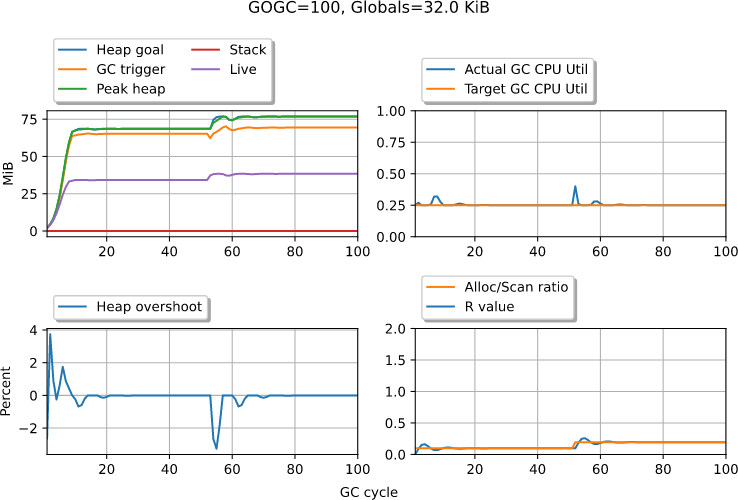 GOGC=100, Globals=32.0 KiB
Heap goal
GC trigger
Peak heap
Stack
Live
75
50
25
0
MiB
20 40 60 80 100
Actual GC CPU Util
Target GC CPU Util
1.00
0.75
0.50
0.25
0.00
20 40 60 80 100
Heap overshoot
4
2
0
−2
Percent
20 40 60 80 100
Alloc/Scan ratio
R value
2.0
1.5
1.0
0.5
0.0
20 40 60 80 100
GC cycle